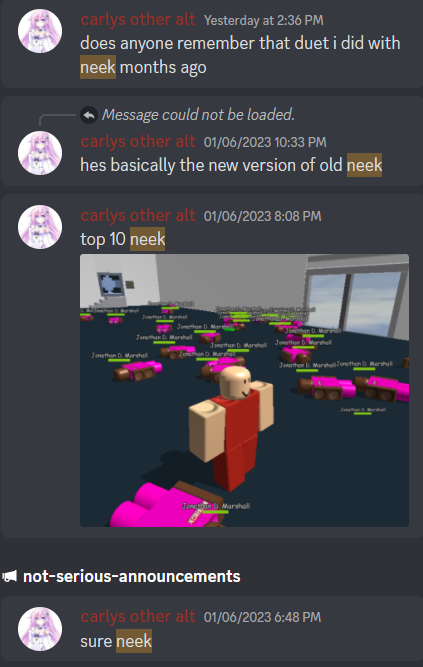 carlys other alt Yesterday at 2:36 PM
does anyone remember that duet i did with
neek months ago
Message could not be loaded.
carlys other alt 01/06/2023 10:33 PM
hes basically the new version of old neek
carlys other alt 01/06/2023 8:08 PM
top 10 neek
Jonathan D. Marshall
Jonathan D. Marshall
Jonathan D. Marshall
Jonathan D. Marshall
Jonathan D. Marshall
Jonathan D. Marshall
Jonathan D. Marshall
Jonathan D. Marshall
Jonathan D. Marshall
Jonathan D. Marshall
not-serious-announcements
carlys other alt 01/06/2023 6:48 PM
sure neek